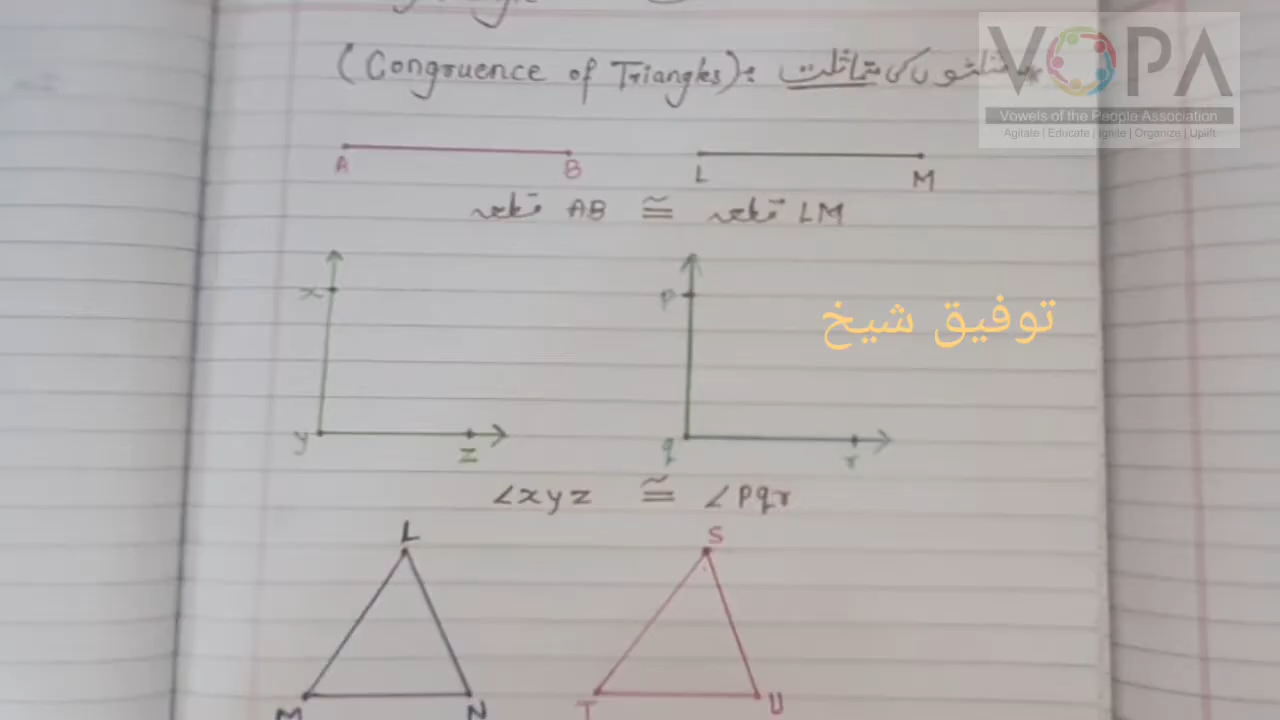 مثلثوں کی متماثلت :(Congruence of Triangles)
VOPA
Vowels of the People Association
Agitate | Educate | Ignite | Organize | Uplift
A B L M
قطعہ AB ≅ قطعہ LM
x p
توفیق شیخ
y z q r
∠xyz ≅ ∠pqr
L S
M N T U